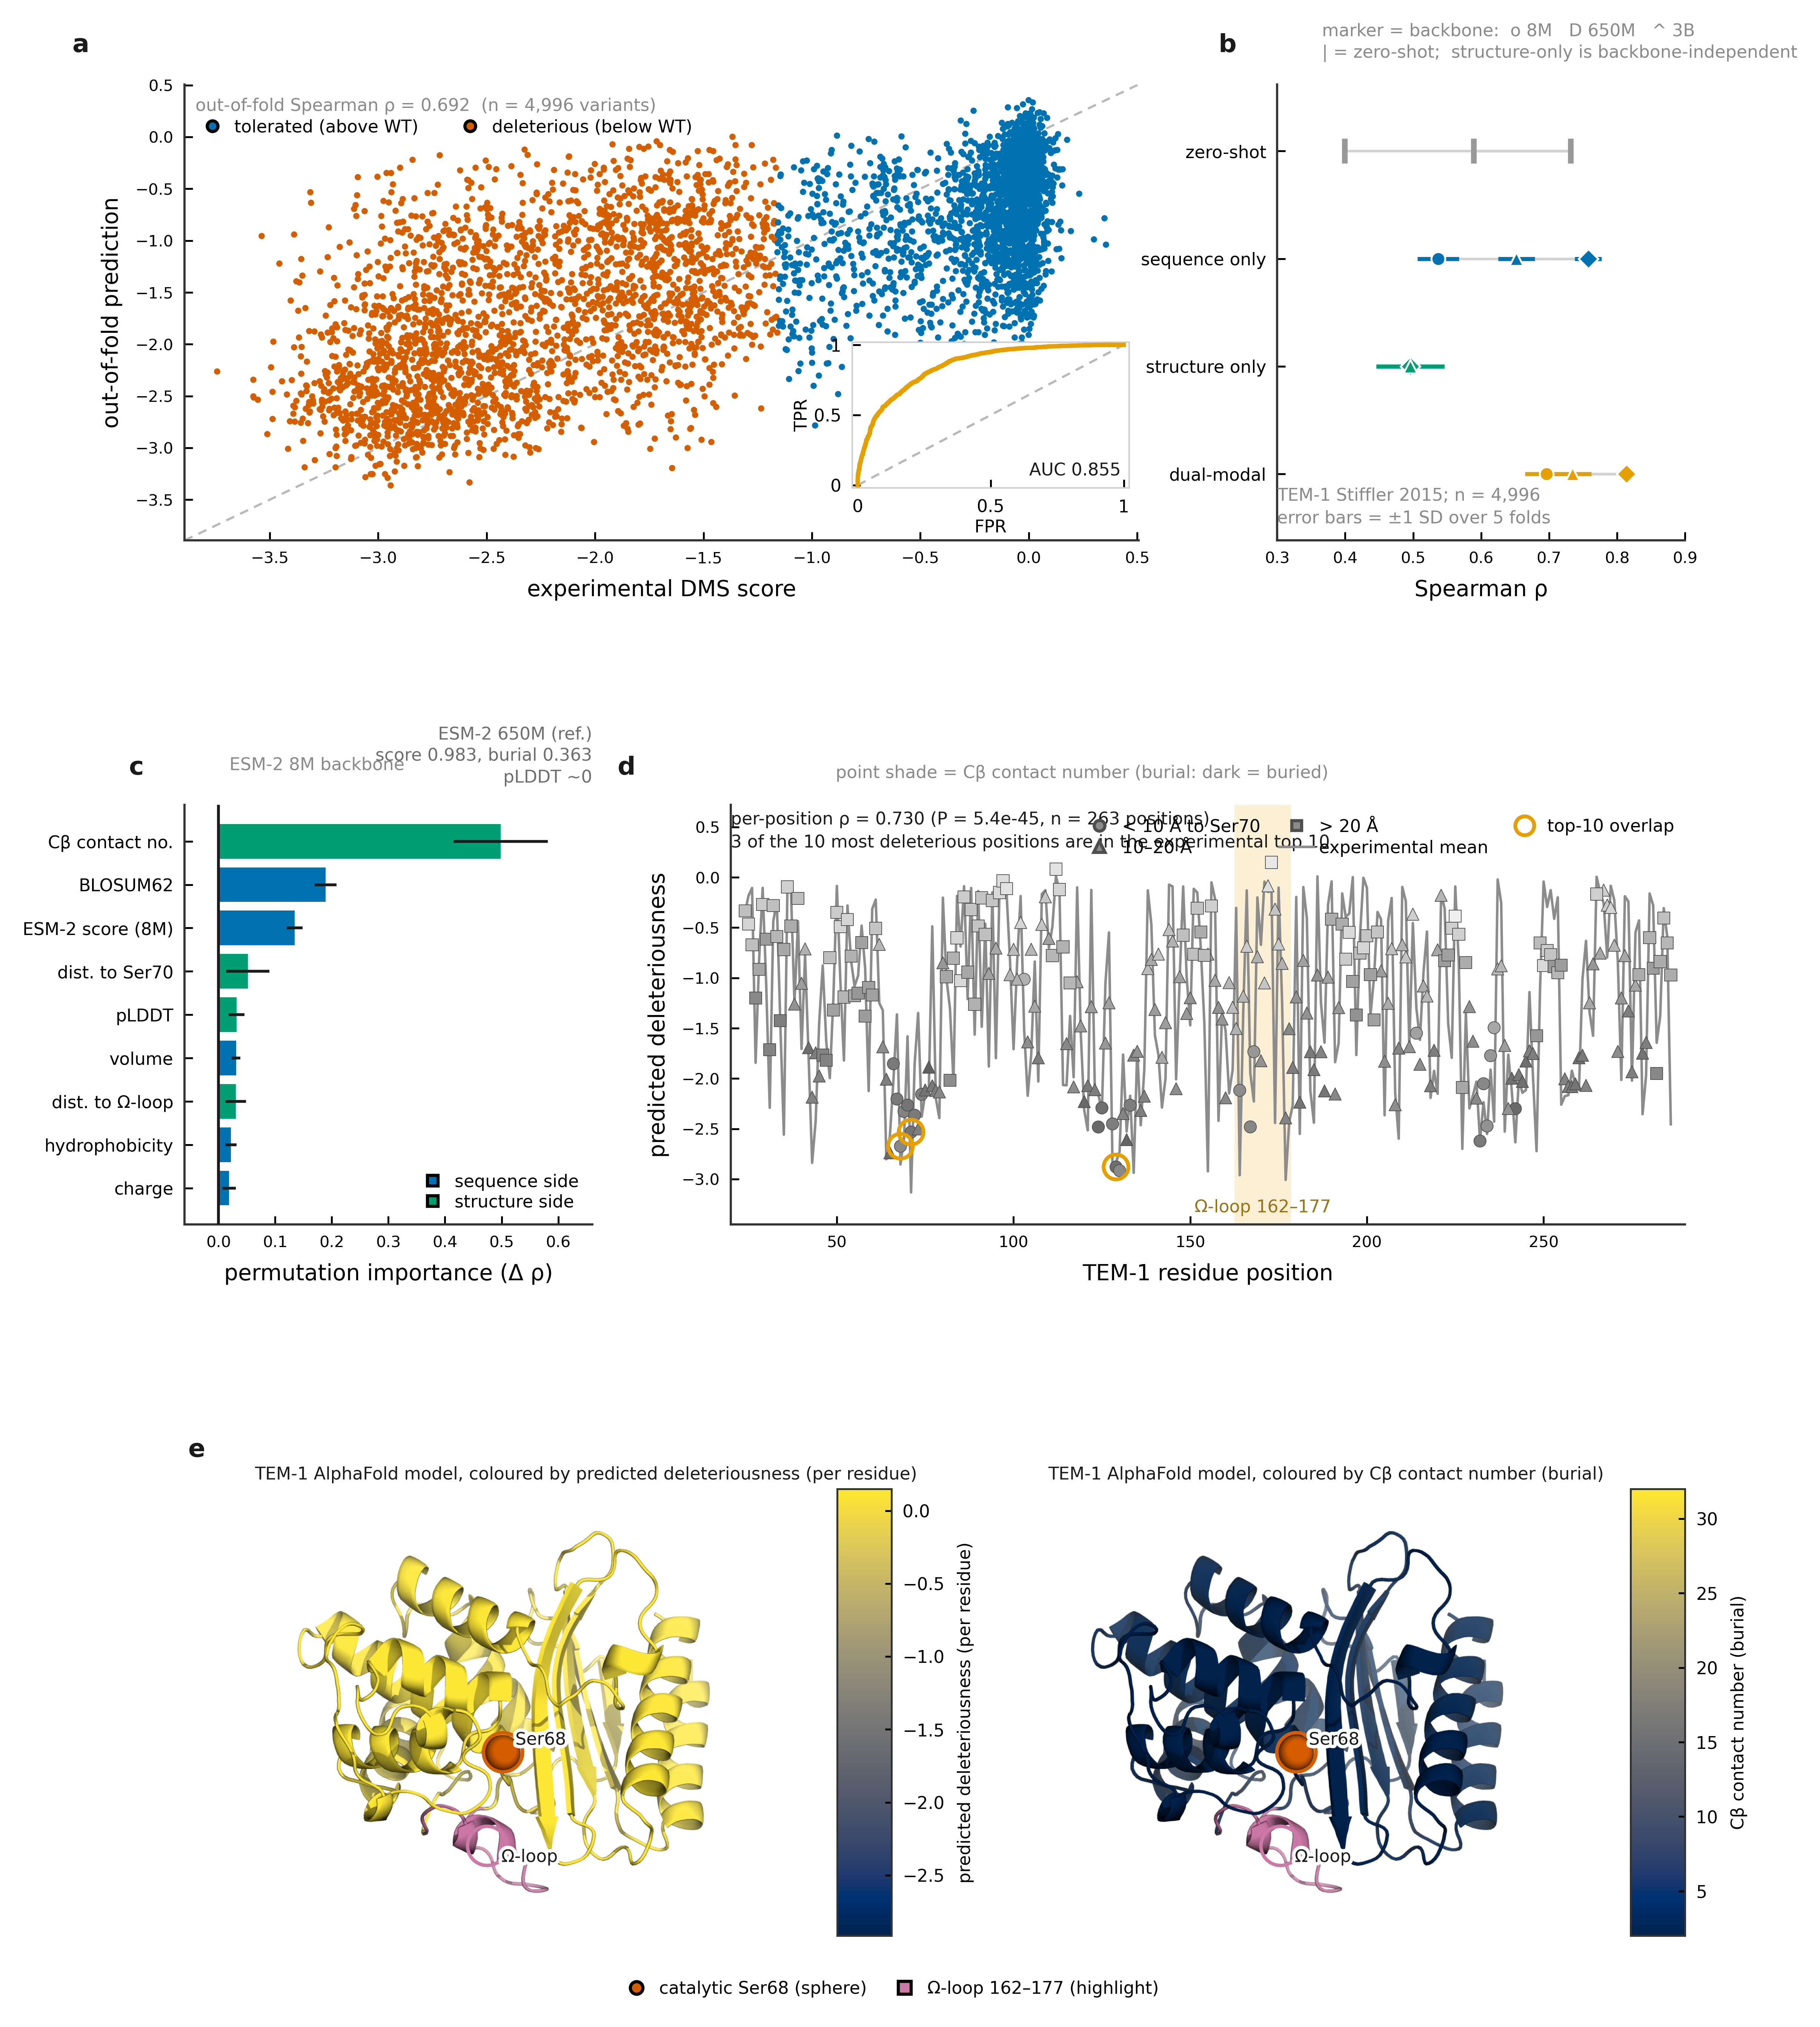 a
out-of-fold Spearman ρ = 0.692  (n = 4,996 variants)
tolerated (above WT)
deleterious (below WT)
0.5
0.0
−0.5
−1.0
−1.5
−2.0
−2.5
−3.0
−3.5
out-of-fold prediction
−3.5
−3.0
−2.5
−2.0
−1.5
−1.0
−0.5
0.0
0.5
experimental DMS score
1
0.5
0
TPR
AUC 0.855
0
0.5
1
FPR
b
marker = backbone:  o 8M   D 650M   ^ 3B
| = zero-shot;  structure-only is backbone-independent
zero-shot
sequence only
structure only
dual-modal
TEM-1 Stiffler 2015; n = 4,996
error bars = ±1 SD over 5 folds
0.3
0.4
0.5
0.6
0.7
0.8
0.9
Spearman ρ
c
ESM-2 8M backbone
ESM-2 650M (ref.)
score 0.983, burial 0.363
pLDDT ~0
Cβ contact no.
BLOSUM62
ESM-2 score (8M)
dist. to Ser70
pLDDT
volume
dist. to Ω-loop
hydrophobicity
charge
sequence side
structure side
0.0
0.1
0.2
0.3
0.4
0.5
0.6
permutation importance (Δ ρ)
d
point shade = Cβ contact number (burial: dark = buried)
per-position ρ = 0.730 (P = 5.4e-45, n = 263 positions)
3 of the 10 most deleterious positions are in the experimental top 10
< 10 Å to Ser70
10–20 Å
> 20 Å
experimental mean
top-10 overlap
0.5
0.0
−0.5
−1.0
−1.5
−2.0
−2.5
−3.0
predicted deleteriousness
Ω-loop 162–177
50
100
150
200
250
TEM-1 residue position
e
TEM-1 AlphaFold model, coloured by predicted deleteriousness (per residue)
Ser68
Ω-loop
0.0
−0.5
−1.0
−1.5
−2.0
−2.5
predicted deleteriousness (per residue)
TEM-1 AlphaFold model, coloured by Cβ contact number (burial)
Ser68
Ω-loop
30
25
20
15
10
5
Cβ contact number (burial)
catalytic Ser68 (sphere)
Ω-loop 162–177 (highlight)